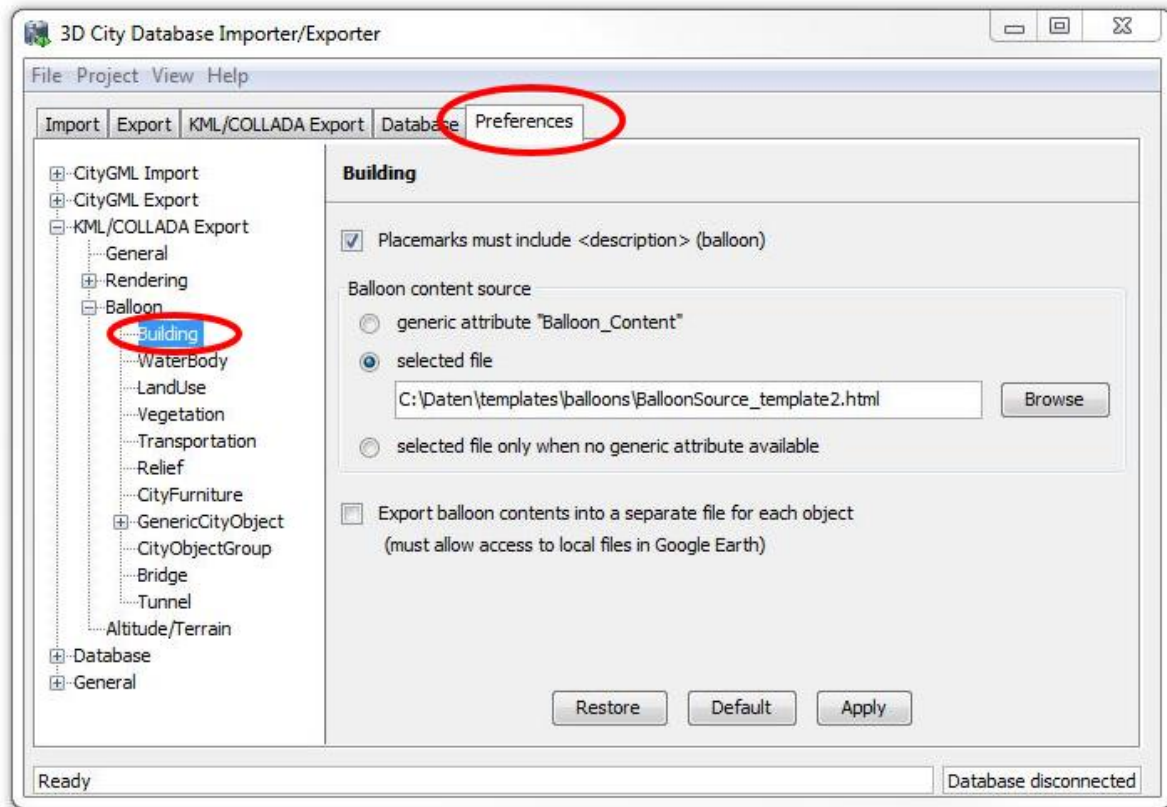 3D City Database Importer/Exporter
File Project View Help
Import Export KML/COLLADA Export Database Preferences
CityGML Import
CityGML Export
KML/COLLADA Export
General
Rendering
Balloon
Building
WaterBody
LandUse
Vegetation
Transportation
Relief
CityFurniture
GenericCityObject
CityObjectGroup
Bridge
Tunnel
Altitude/Terrain
Database
General
Building
Placemarks must include <description> (balloon)
Balloon content source
generic attribute "Balloon_Content"
selected file
C:\Daten\templates\balloons\BalloonSource_template2.html Browse
selected file only when no generic attribute available
Export balloon contents into a separate file for each object
(must allow access to local files in Google Earth)
Restore Default Apply
Ready Database disconnected